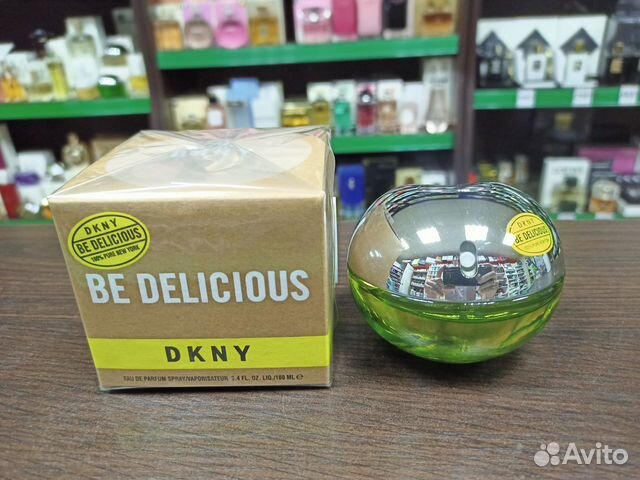 DKNY
BE DELICIOUS
100% PURE NEW YORK
BE DELICIOUS
DKNY
EAU DE PARFUM SPRAY/VAPORISATEUR 3.4 FL. OZ. LIQ./100 ML ℮
DKNY
BE DELICIOUS
Avito